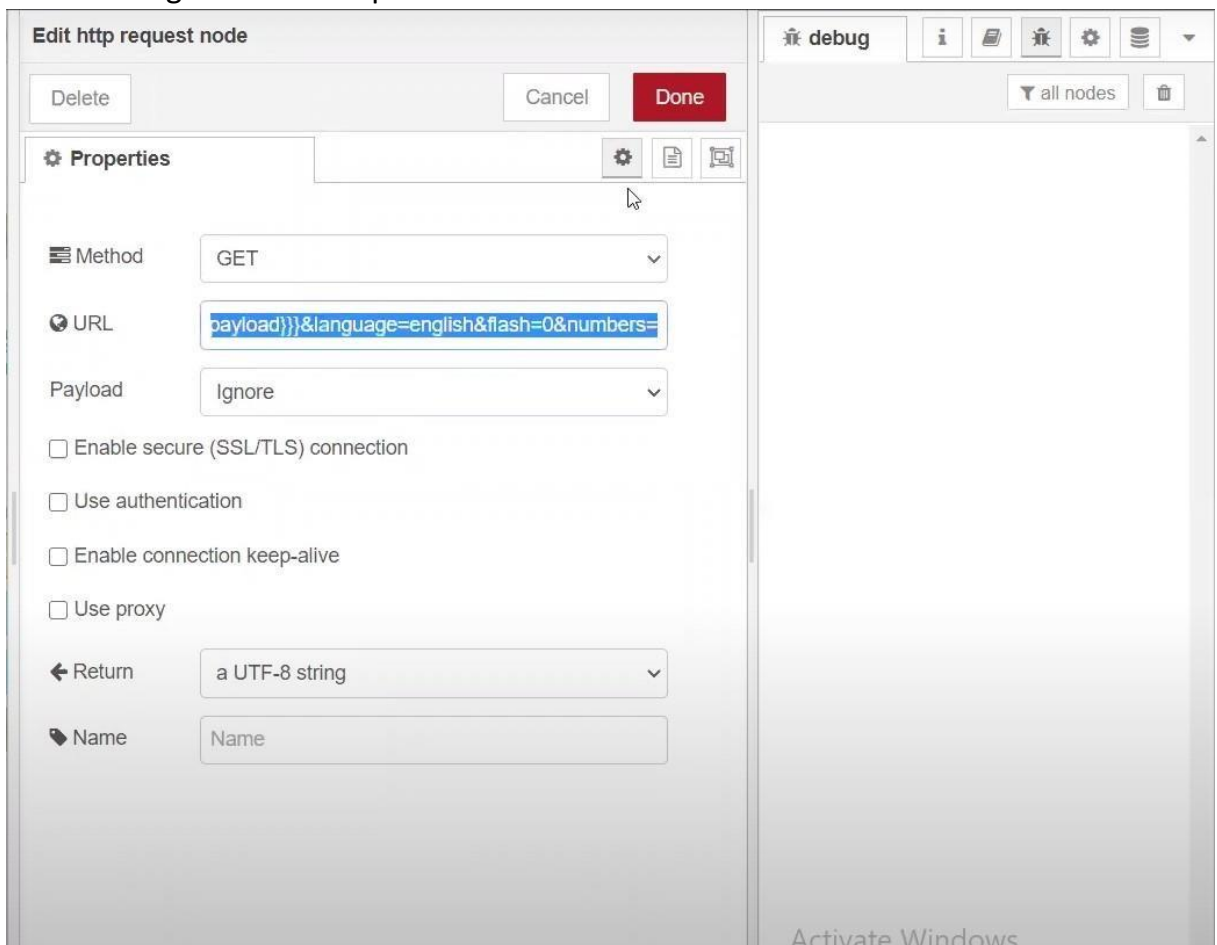 Edit http request node
debug
Delete
Cancel
Done
all nodes
Properties
Method
GET
URL
payload}}}&language=english&flash=0&numbers=
Payload
Ignore
Enable secure (SSL/TLS) connection
Use authentication
Enable connection keep-alive
Use proxy
Return
a UTF-8 string
Name
Name
Activate Windows